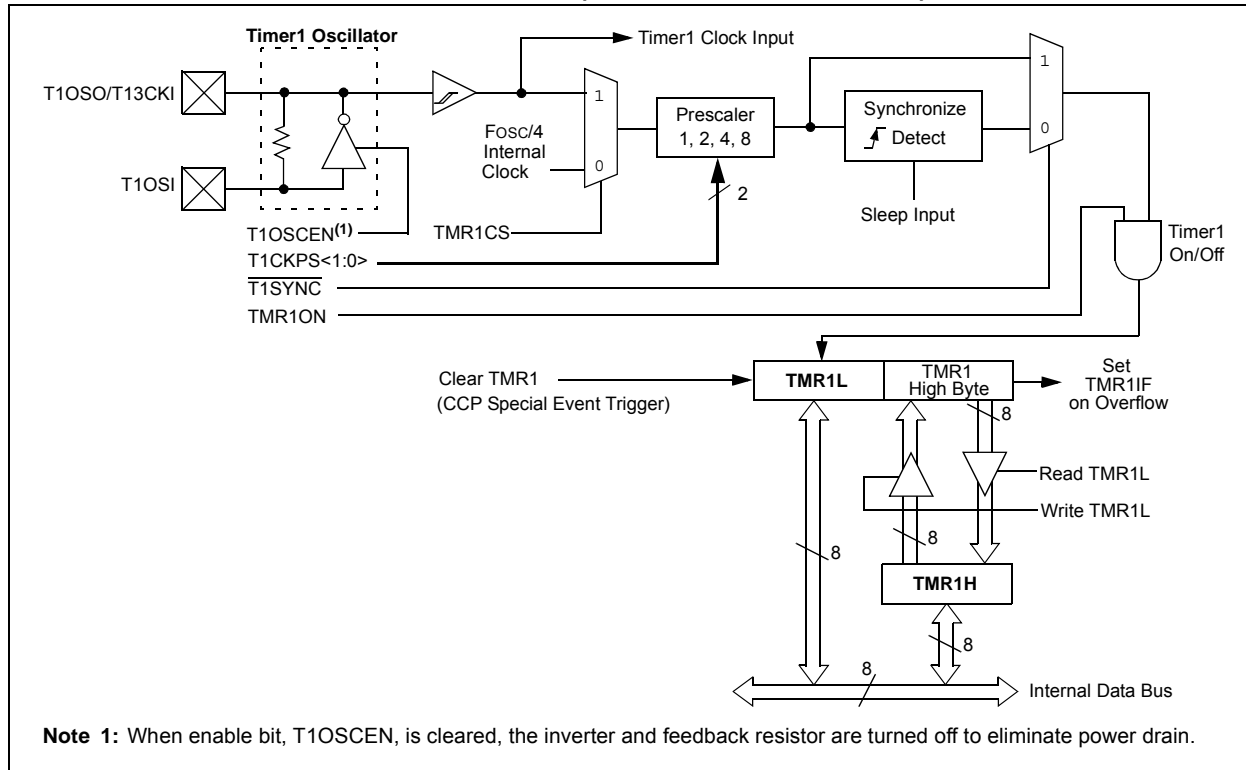 Timer1 Oscillator
Timer1 Clock Input
T1OSO/T13CKI
T1OSI
1
0
FOSC/4
Internal
Clock
Prescaler
1, 2, 4, 8
2
Synchronize
Detect
Sleep Input
1
0
Timer1
On/Off
T1OSCEN(1)
TMR1CS
T1CKPS<1:0>
T1SYNC
TMR1ON
Clear TMR1
(CCP Special Event Trigger)
TMR1L
TMR1
High Byte
Set
TMR1IF
on Overflow
8
Read TMR1L
Write TMR1L
8
8
TMR1H
8
8
Internal Data Bus
Note 1: When enable bit, T1OSCEN, is cleared, the inverter and feedback resistor are turned off to eliminate power drain.